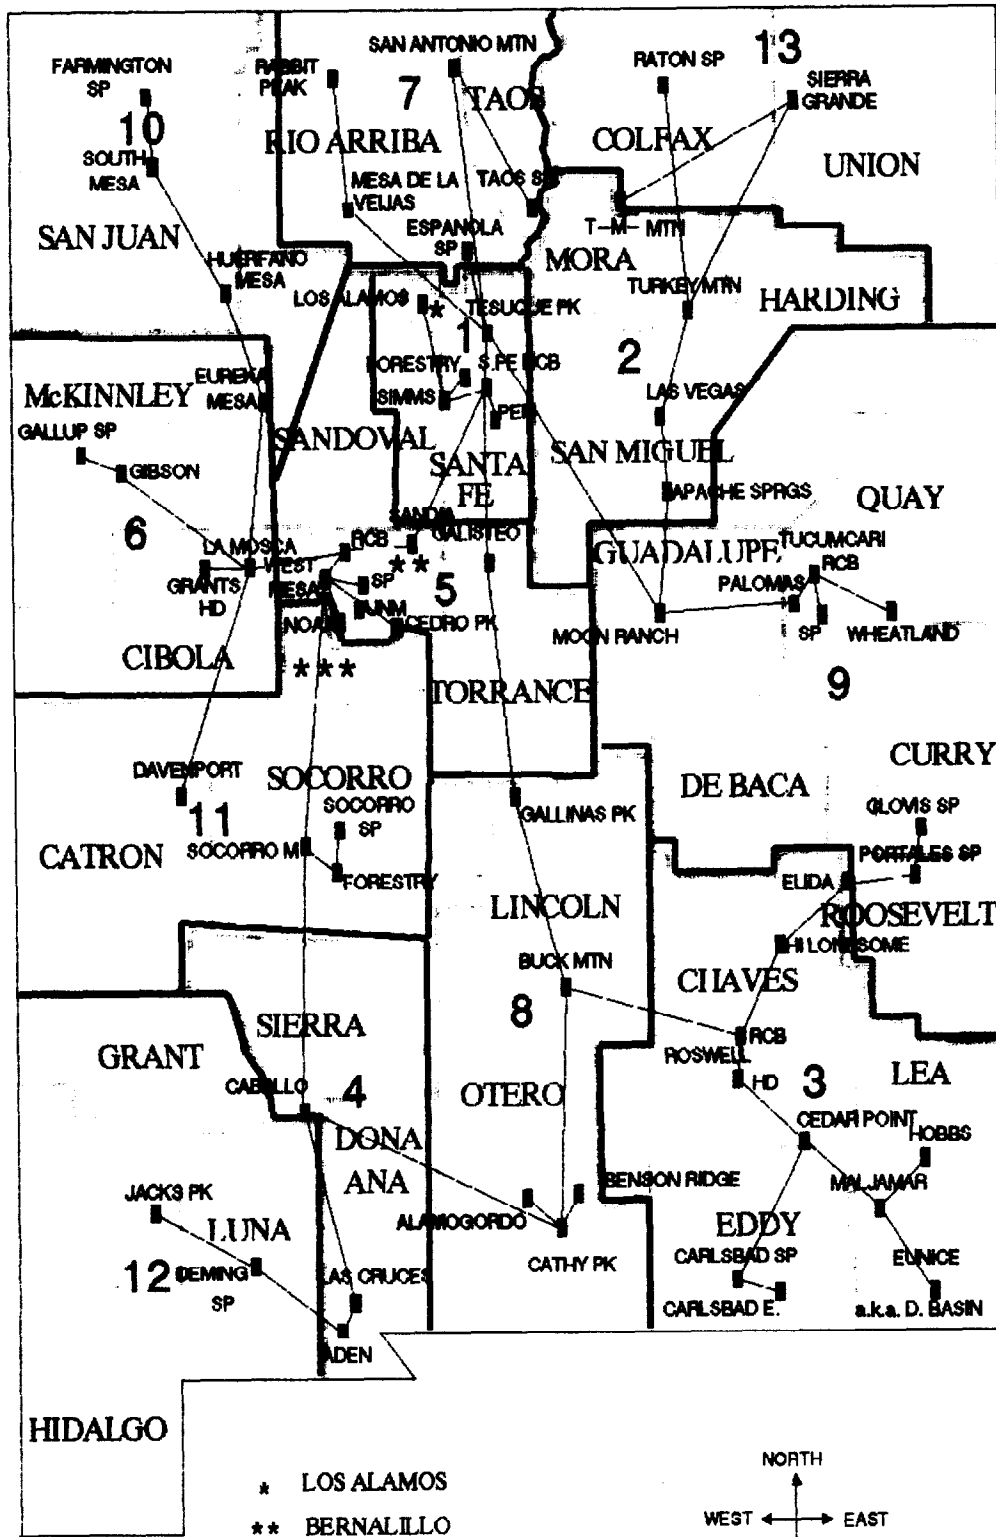 SAN ANTONIO MTN
13
FARMINGTON
SP
RABBIT
PEAK
7
RATON SP
SIERRA
GRANDE
TAOS
10
RIO ARRIBA
COLFAX
SOUTH
MESA
MESA DE LA
VEIJAS
TAOS SP
UNION
ESPANOLA
SP
T-M- MTN
SAN JUAN
HUERFANO
MESA
MORA
LOS ALAMOS
*
TESUQUE PK
TURKEY MTN
HARDING
1
FORESTRY
S.FE RCB
2
EUREKA
MESA
McKINNLEY
SIMMS
PEN
LAS VEGAS
GALLUP SP
SANDOVAL
SAN MIGUEL
GIBSON
SANTA
FE
APACHE SPRGS
QUAY
6
SANDIA
GALISTEO
LA MOSCA
RCB
**
GUADALUPE
TUCUMCARI
RCB
GRANTS
HD
WEST
MESA
SP
5
PALOMAS
UNM
NOAA
CEDRO PK
MOON RANCH
SP
WHEATLAND
CIBOLA
***
9
TORRANCE
DAVENPORT
SOCORRO
DE BACA
CURRY
11
SOCORRO
SP
GALLINAS PK
CLOVIS SP
CATRON
SOCORRO M
FORESTRY
PORTALES SP
ELIDA
LINCOLN
ROOSEVELT
HI LONESOME
BUCK MTN
CHAVES
8
SIERRA
RCB
GRANT
ROSWELL
HD
3
LEA
CABALLO
4
OTERO
CEDAR POINT
HOBBS
DONA
ANA
BENSON RIDGE
MALJAMAR
JACKS PK
ALAMOGORDO
EDDY
LUNA
CATHY PK
CARLSBAD SP
EUNICE
12
DEMING
SP
LAS CRUCES
CARLSBAD E.
a.k.a. D. BASIN
ADEN
HIDALGO
NORTH
* LOS ALAMOS
WEST EAST
** BERNALILLO